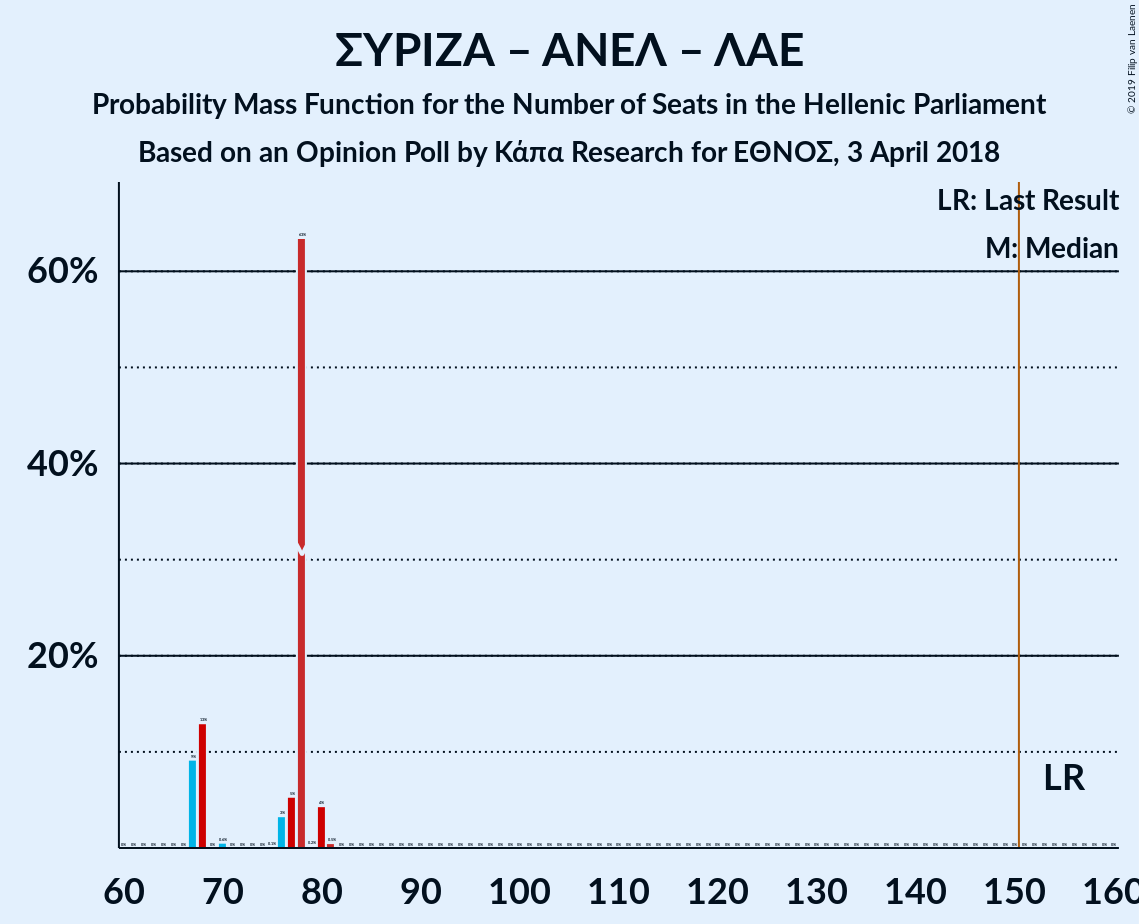 ΣΥΡΙΖΑ – ΑΝΕΛ – ΛΑΕ
Probability Mass Function for the Number of Seats in the Hellenic Parliament
Based on an Opinion Poll by Κάπα Research for ΕΘΝΟΣ, 3 April 2018
© 2019 Filip van Laenen
LR: Last Result
M: Median
60%
40%
20%
LR
60 70 80 90 100 110 120 130 140 150 160